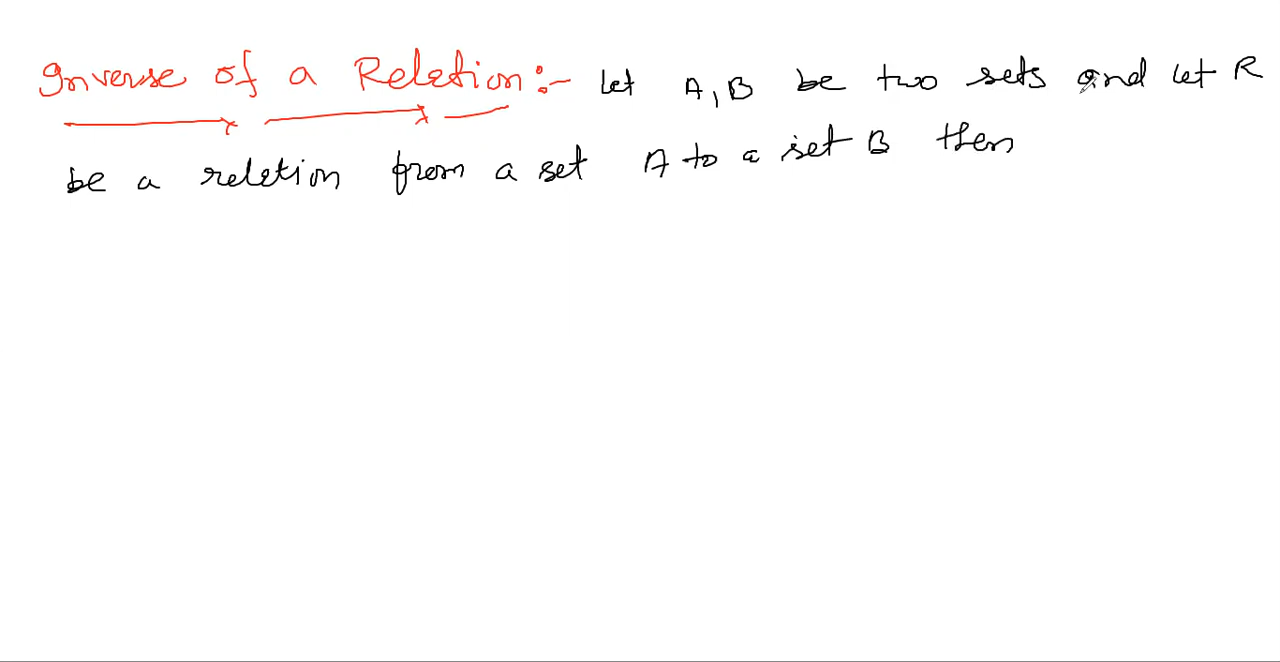 Inverse of a Relation:- Let A, B be two sets and let R
be a relation from a set A to a set B then